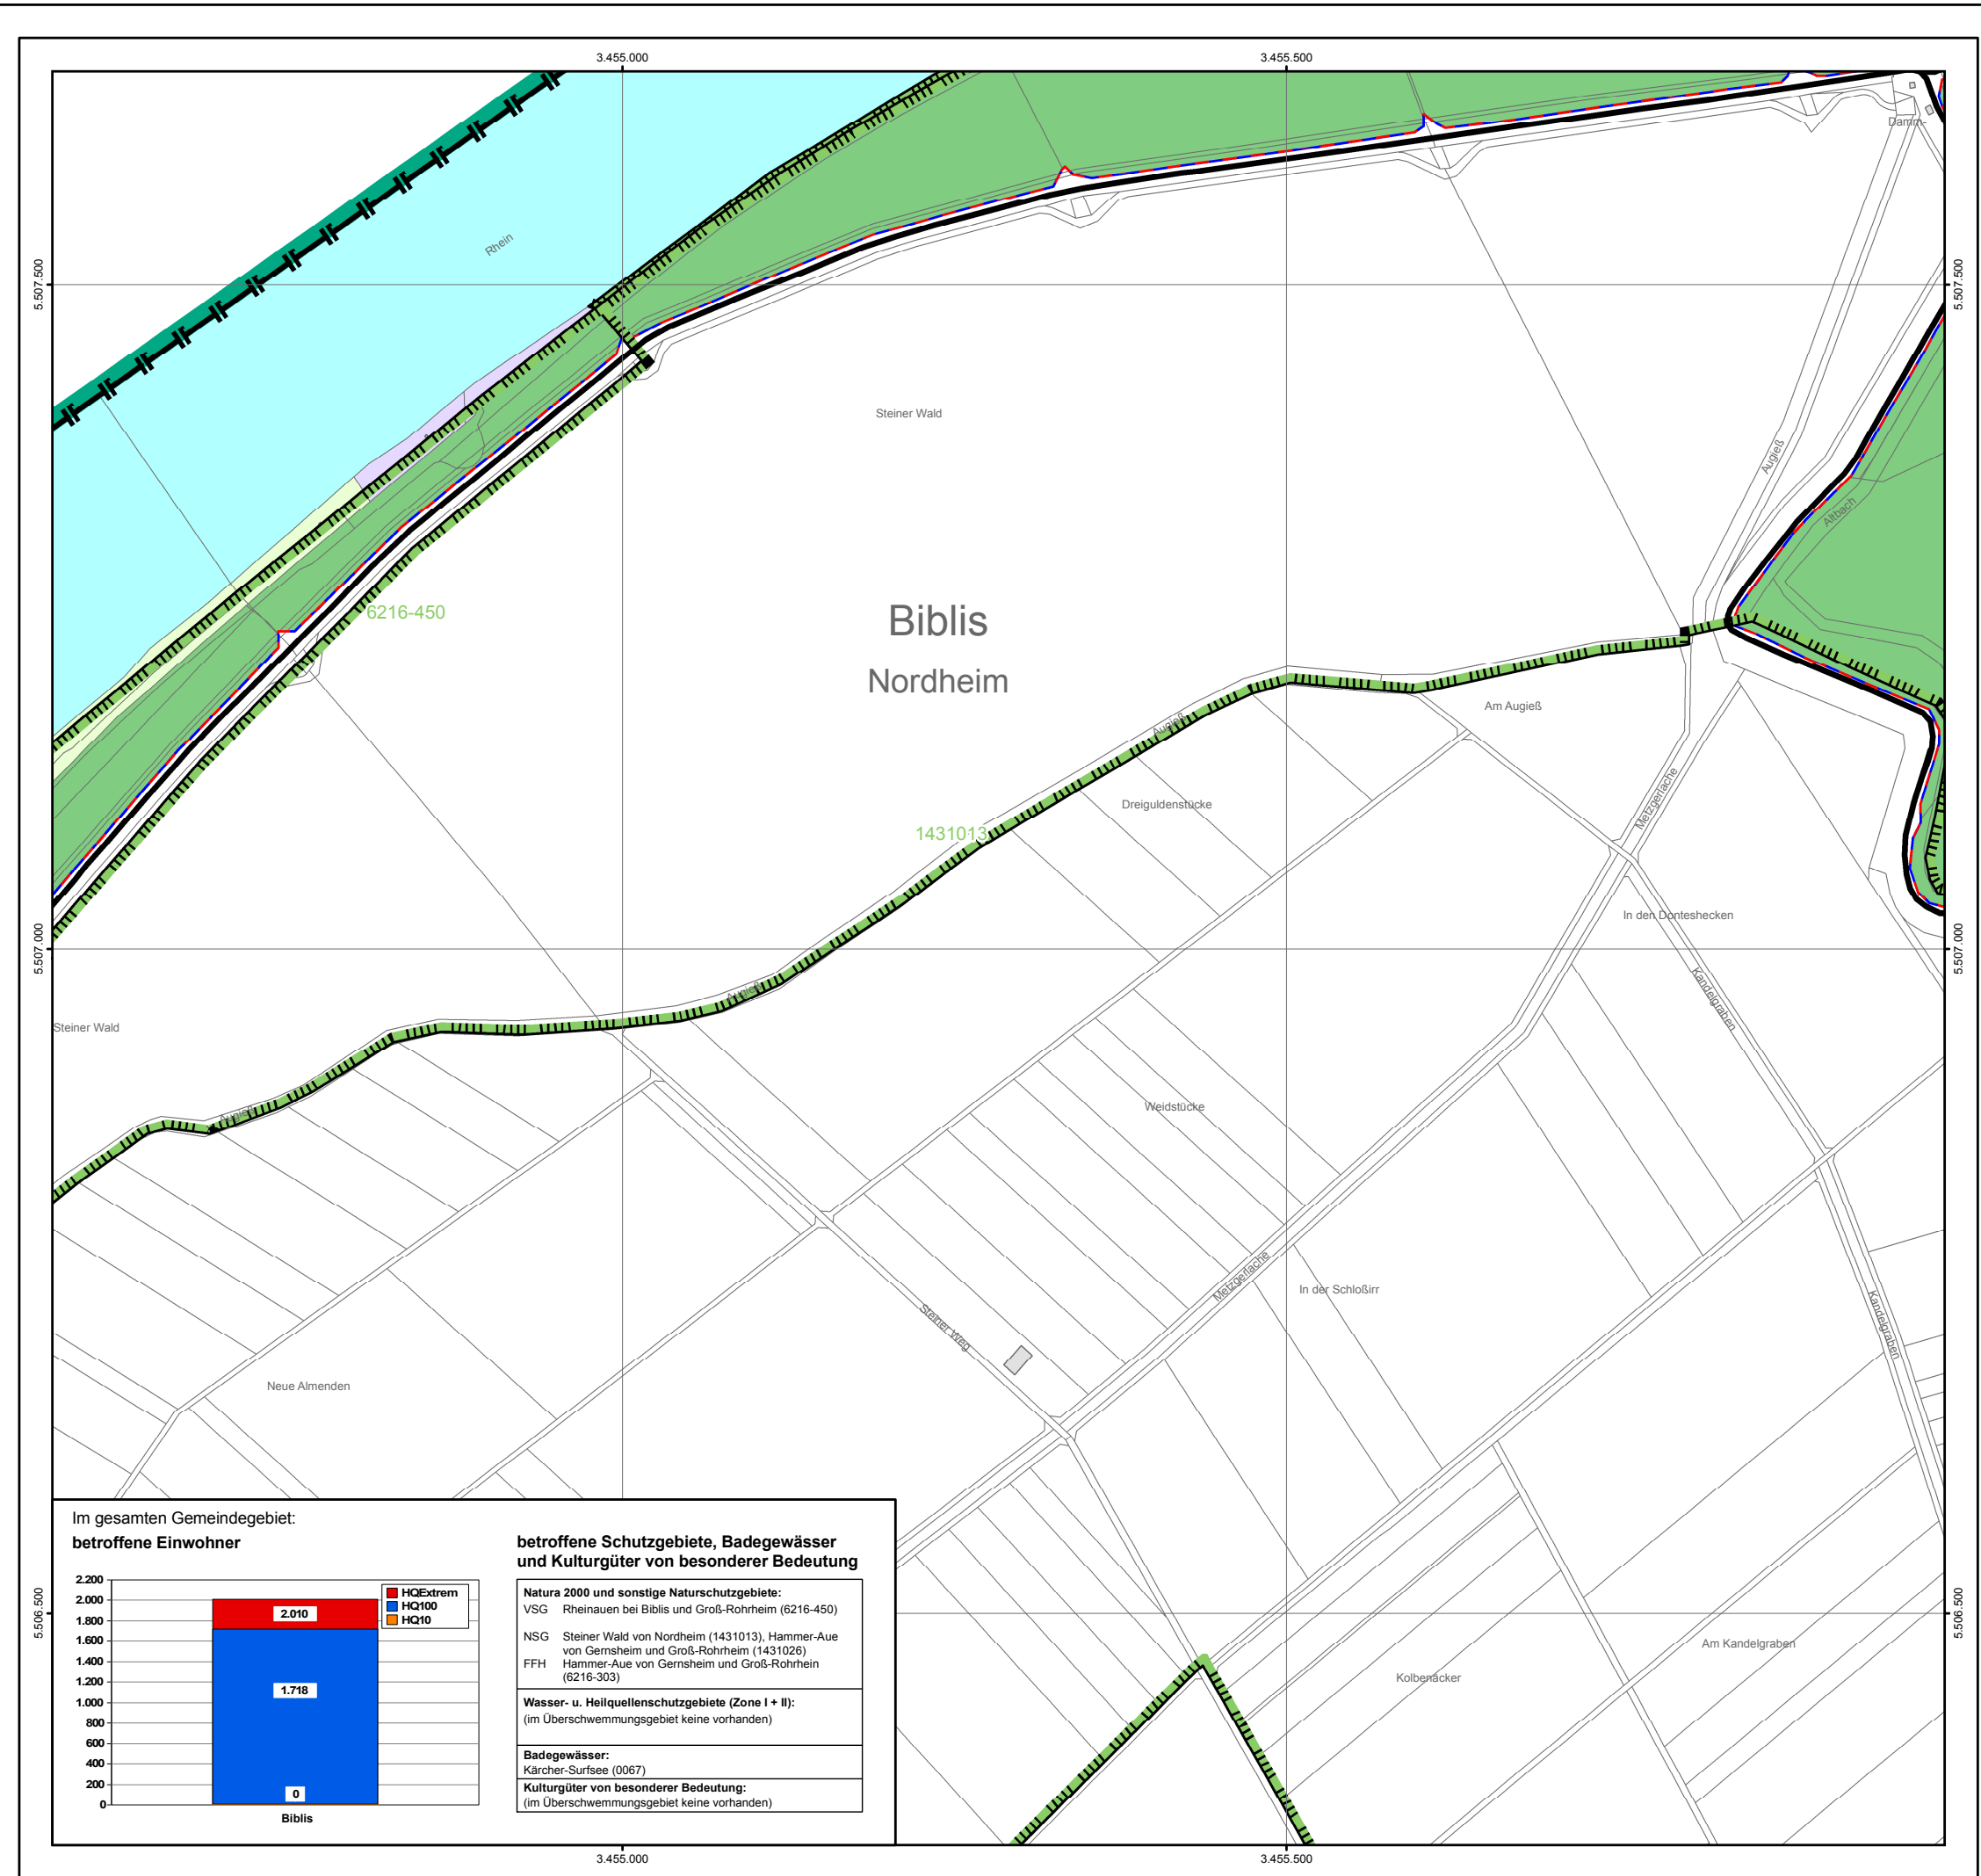 3.455.000
3.455.500
Damm-
Rhein
5.507.500
5.507.500
Steiner Wald
Augieß
Altbach
6216-450
Biblis
Nordheim
Am Augieß
Augieß
Metzgerlache
Dreiguldenstücke
1431013
In den Donteshecken
5.507.000
5.507.000
Kandelgraben
Augieß
Steiner Wald
Augieß
Weidstücke
Metzgerlache
In der Schloßirr
Steiner Weg
Kandelgraben
Neue Almenden
Am Kandelgraben
Kolbenäcker
5.506.500
5.506.500
Im gesamten Gemeindegebiet:
betroffene Einwohner
2.200
2.000
1.800
1.600
1.400
1.200
1.000
800
600
400
200
0
HQExtrem
HQ100
HQ10
2.010
1.718
0
Biblis
betroffene Schutzgebiete, Badegewässer
und Kulturgüter von besonderer Bedeutung
Natura 2000 und sonstige Naturschutzgebiete:
VSG Rheinauen bei Biblis und Groß-Rohrheim (6216-450)
NSG Steiner Wald von Nordheim (1431013), Hammer-Aue
von Gernsheim und Groß-Rohrheim (1431026)
FFH Hammer-Aue von Gernsheim und Groß-Rohrhein
(6216-303)
Wasser- u. Heilquellenschutzgebiete (Zone I + II):
(im Überschwemmungsgebiet keine vorhanden)
Badegewässer:
Kärcher-Surfsee (0067)
Kulturgüter von besonderer Bedeutung:
(im Überschwemmungsgebiet keine vorhanden)
3.455.000
3.455.500